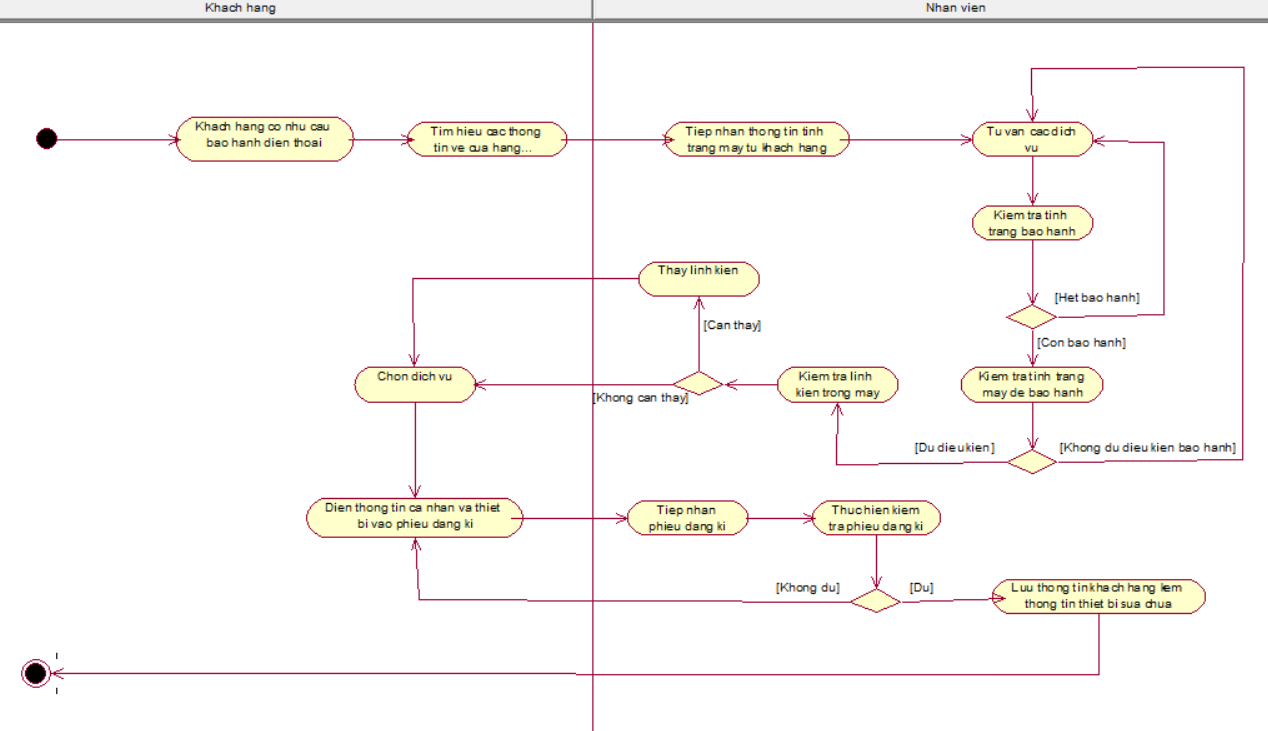 Khach hang
Nhan vien
Khach hang co nhu cau
bao hanh dien thoai
Tim hieu cac thong
tin ve cua hang...
Tiep nhan thong tin tinh
trang may tu khach hang
Tu van cac dich
vu
Kiem tra tinh
trang bao hanh
Thay linh kien
[Het bao hanh]
[Can thay]
[Con bao hanh]
Chon dich vu
Kiem tra linh
kien trong may
Kiem tra tinh trang
may de bao hanh
[Khong can thay]
[Du dieu kien]
[Khong du dieu kien bao hanh]
Dien thong tin ca nhan va thiet
bi vao phieu dang ki
Tiep nhan
phieu dang ki
Thuc hien kiem
tra phieu dang ki
[Khong du]
[Du]
Luu thong tin khach hang kem
thong tin thiet bi sua chua